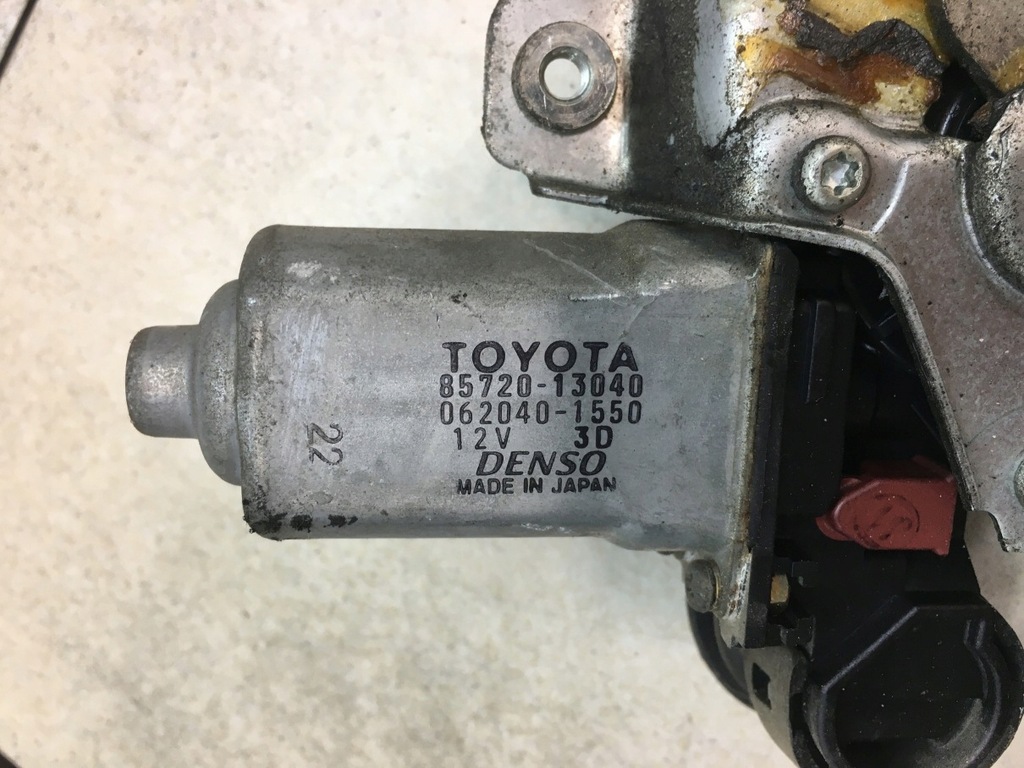 TOYOTA
85720-13040
062040-1550
12V 3D
DENSO
MADE IN JAPAN
22